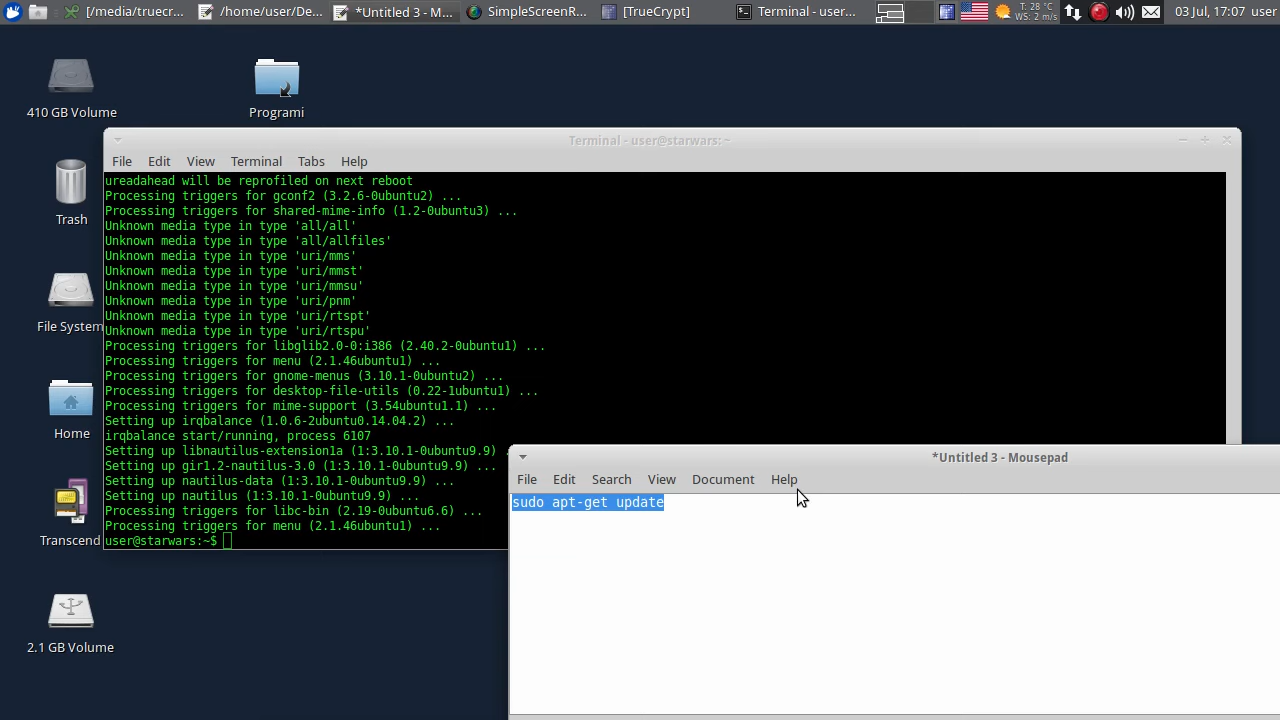 [/media/truecr...
/home/user/De...
*Untitled 3 - M...
SimpleScreenR...
[TrueCrypt]
Terminal - user...
T: 28 °C
WS: 2 m/s
03 Jul, 17:07
user
410 GB Volume
Programi
Trash
File System
Home
Transcend
2.1 GB Volume
Terminal - user@starwars: ~
File Edit View Terminal Tabs Help
ureadahead will be reprofiled on next reboot
Processing triggers for gconf2 (3.2.6-0ubuntu2) ...
Processing triggers for shared-mime-info (1.2-0ubuntu3) ...
Unknown media type in type 'all/all'
Unknown media type in type 'all/allfiles'
Unknown media type in type 'uri/mms'
Unknown media type in type 'uri/mmst'
Unknown media type in type 'uri/mmsu'
Unknown media type in type 'uri/pnm'
Unknown media type in type 'uri/rtspt'
Unknown media type in type 'uri/rtspu'
Processing triggers for libglib2.0-0:i386 (2.40.2-0ubuntu1) ...
Processing triggers for menu (2.1.46ubuntu1) ...
Processing triggers for gnome-menus (3.10.1-0ubuntu2) ...
Processing triggers for desktop-file-utils (0.22-1ubuntu1) ...
Processing triggers for mime-support (3.54ubuntu1.1) ...
Setting up irqbalance (1.0.6-2ubuntu0.14.04.2) ...
irqbalance start/running, process 6107
Setting up libnautilus-extension1a (1:3.10.1-0ubuntu9.9) .
Setting up gir1.2-nautilus-3.0 (1:3.10.1-0ubuntu9.9) ...
Setting up nautilus-data (1:3.10.1-0ubuntu9.9) ...
Setting up nautilus (1:3.10.1-0ubuntu9.9) ...
Processing triggers for libc-bin (2.19-0ubuntu6.6) ...
Processing triggers for menu (2.1.46ubuntu1) ...
user@starwars:~$
*Untitled 3 - Mousepad
File Edit Search View Document Help
sudo apt-get update